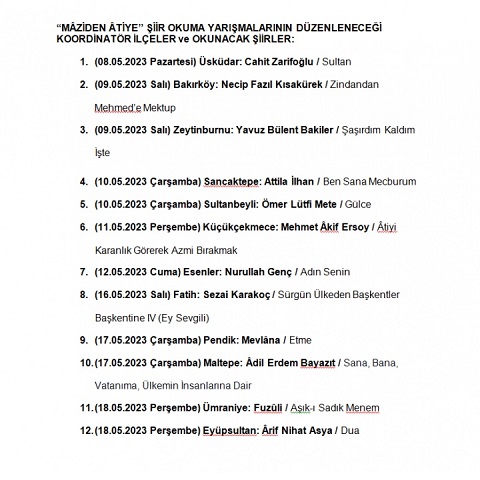 “MÂZİDEN ÂTİYE” ŞİİR OKUMA YARIŞMALARININ DÜZENLENECEĞİ
KOORDİNATÖR İLÇELER ve OKUNACAK ŞİİRLER:
1. (08.05.2023 Pazartesi) Üsküdar: Cahit Zarifoğlu / Sultan
2. (09.05.2023 Salı) Bakırköy: Necip Fazıl Kısakürek / Zindandan
Mehmed’e Mektup
3. (09.05.2023 Salı) Zeytinburnu: Yavuz Bülent Bakiler / Şaşırdım Kaldım
İşte
4. (10.05.2023 Çarşamba) Sancaktepe: Attila İlhan / Ben Sana Mecburum
5. (10.05.2023 Çarşamba) Sultanbeyli: Ömer Lütfi Mete / Gülce
6. (11.05.2023 Perşembe) Küçükçekmece: Mehmet Âkif Ersoy / Âtiyi
Karanlık Görerek Azmi Bırakmak
7. (12.05.2023 Cuma) Esenler: Nurullah Genç / Adın Senin
8. (16.05.2023 Salı) Fatih: Sezai Karakoç / Sürgün Ülkeden Başkentler
Başkentine IV (Ey Sevgili)
9. (17.05.2023 Çarşamba) Pendik: Mevlâna / Etme
10. (17.05.2023 Çarşamba) Maltepe: Âdil Erdem Bayazıt / Sana, Bana,
Vatanıma, Ülkemin İnsanlarına Dair
11. (18.05.2023 Perşembe) Ümraniye: Fuzûli / Aşık-ı Sadık Menem
12. (18.05.2023 Perşembe) Eyüpsultan: Ârif Nihat Asya / Dua